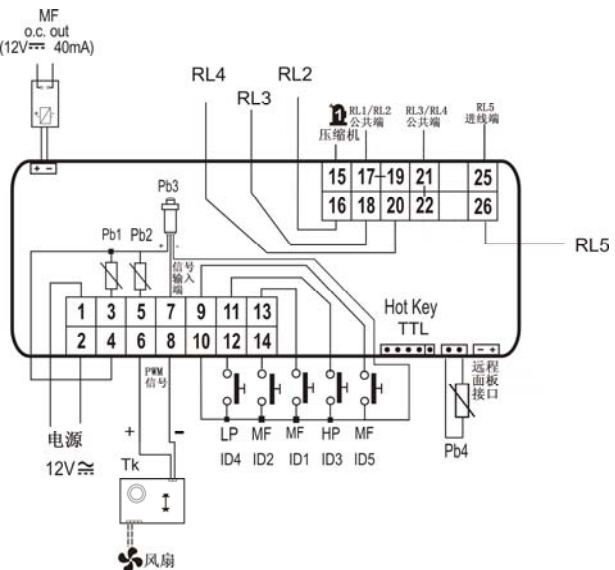 MF
o.c. out
(12V⎓ 40mA)
RL4
RL3
RL2
1
压缩机
RL1/RL2
公共端
RL3/RL4
公共端
RL5
进线端
+ -
15 17 19 21 25
16 18 20 22 26
RL5
Pb3
Pb1 Pb2
+ -
信号
输入
端
1 3 5 7 9 11 13
2 4 6 8 10 12 14
Hot Key
TTL
- +
远程
面板
接口
Pb4
PWM
信号
电源
12V≂
+ -
Tk
LP MF MF HP MF
ID4 ID2 ID1 ID3 ID5
风扇